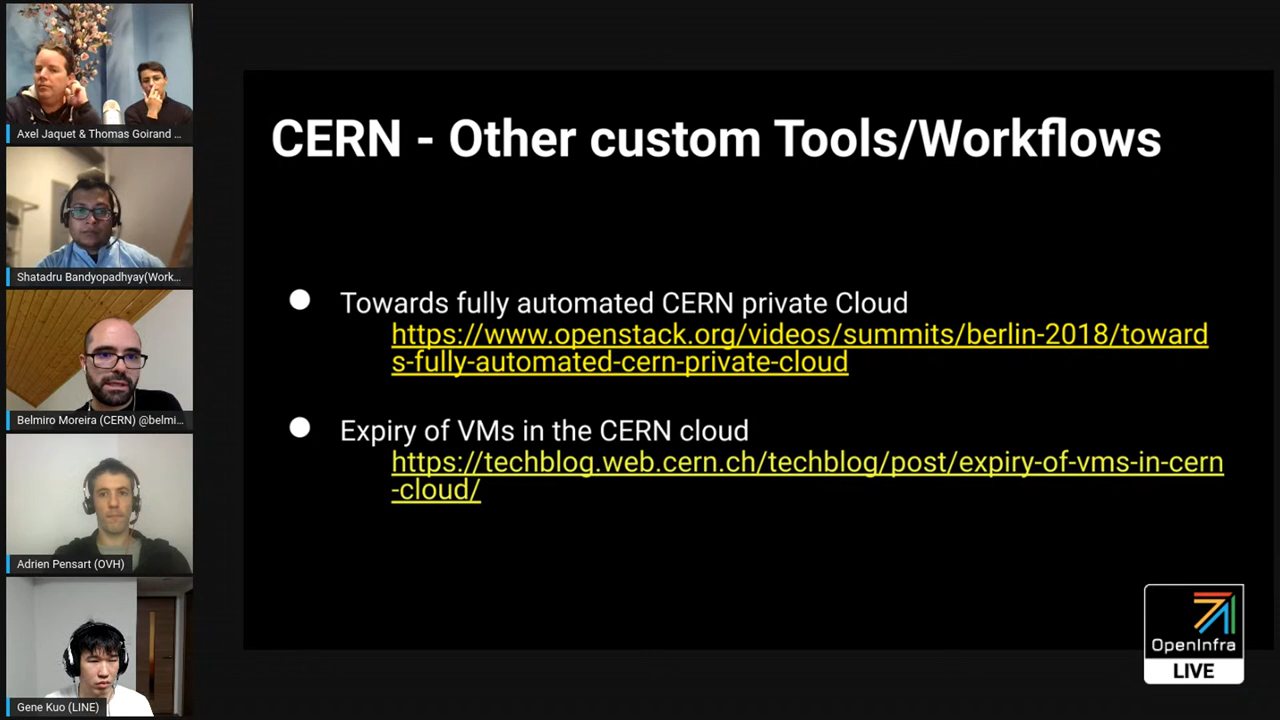 Axel Jaquet & Thomas Goirand ...
Shatadru Bandyopadhyay(Work...
Belmiro Moreira (CERN) @belmi...
Adrien Pensart (OVH)
Gene Kuo (LINE)
CERN - Other custom Tools/Workflows
● Towards fully automated CERN private Cloud
https://www.openstack.org/videos/summits/berlin-2018/toward
s-fully-automated-cern-private-cloud
● Expiry of VMs in the CERN cloud
https://techblog.web.cern.ch/techblog/post/expiry-of-vms-in-cern
-cloud/
OpenInfra
LIVE